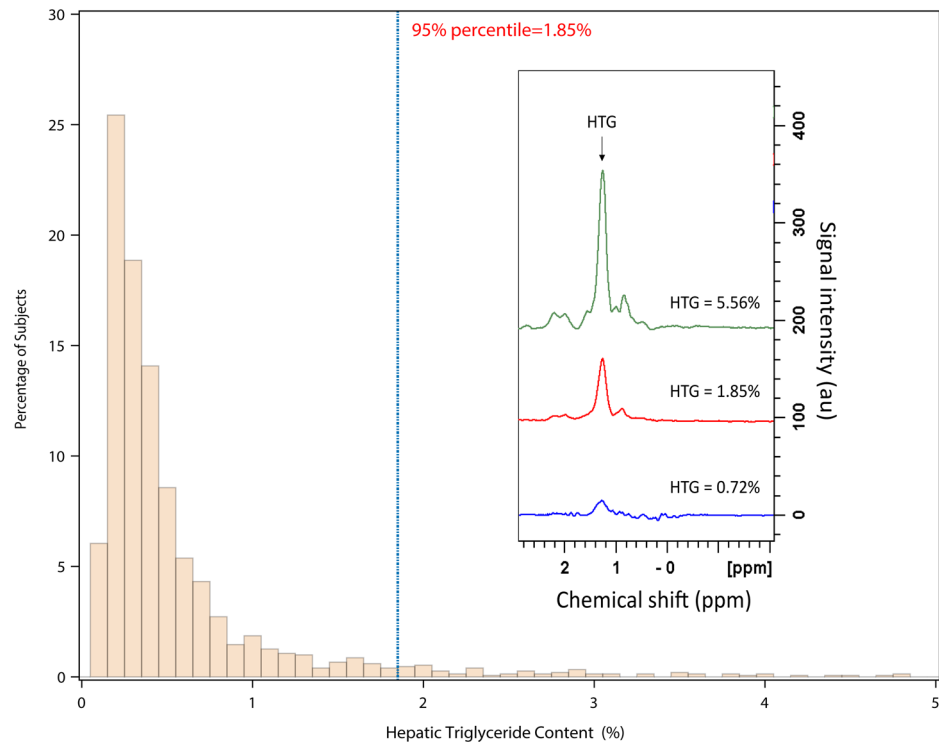 95% percentile=1.85%
30
25
20
15
10
5
0
Percentage of Subjects
0 1 2 3 4 5
Hepatic Triglyceride Content (%)
HTG
HTG = 5.56%
HTG = 1.85%
HTG = 0.72%
400
300
200
100
0
Signal intensity (au)
2 1 - 0 [ppm]
Chemical shift (ppm)